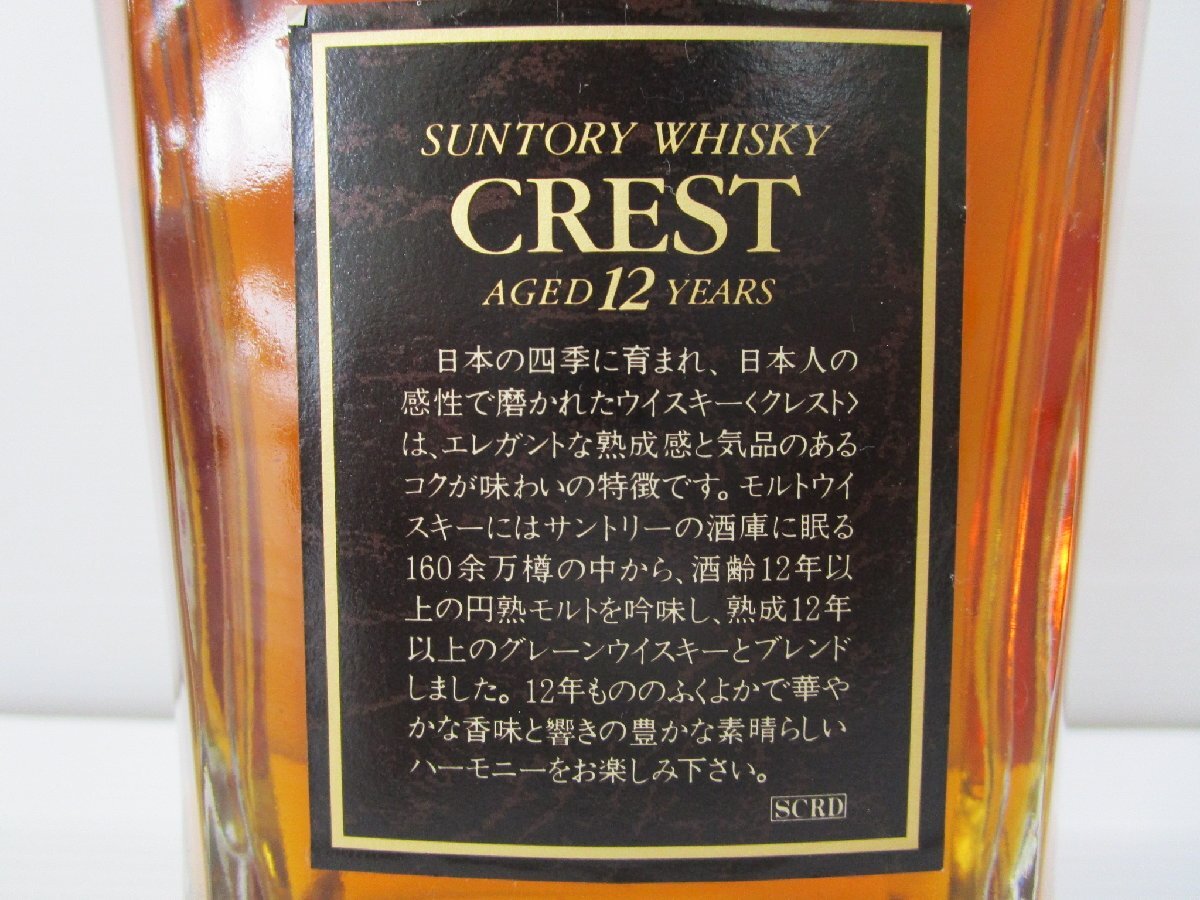 SUNTORY WHISKY
CREST
AGED 12 YEARS
日本の四季に育まれ、日本人の
感性で磨かれたウイスキー〈クレスト〉
は、エレガントな熟成感と気品のある
コクが味わいの特徴です。モルトウイ
スキーにはサントリーの酒庫に眠る
160余万樽の中から、酒齢12年以
上の円熟モルトを吟味し、熟成12年
以上のグレーンウイスキーとブレンド
しました。12年もののふくよかで華や
かな香味と響きの豊かな素晴らしい
ハーモニーをお楽しみ下さい。
SCRD